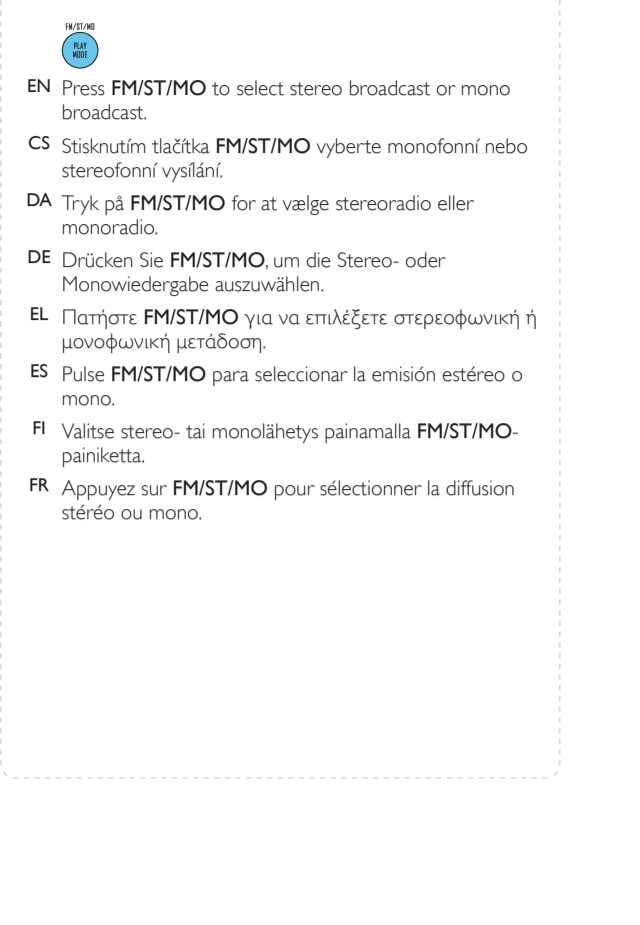 FM/ST/MO
PLAY
MODE
EN Press FM/ST/MO to select stereo broadcast or mono
broadcast.
CS Stisknutím tlačítka FM/ST/MO vyberte monofonní nebo
stereofonní vysílání.
DA Tryk på FM/ST/MO for at vælge stereoradio eller
monoradio.
DE Drücken Sie FM/ST/MO, um die Stereo- oder
Monowiedergabe auszuwählen.
EL Πατήστε FM/ST/MO για να επιλέξετε στερεοφωνική ή
μονοφωνική μετάδοση.
ES Pulse FM/ST/MO para seleccionar la emisión estéreo o
mono.
FI Valitse stereo- tai monolähetys painamalla FM/ST/MO-
painiketta.
FR Appuyez sur FM/ST/MO pour sélectionner la diffusion
stéréo ou mono.